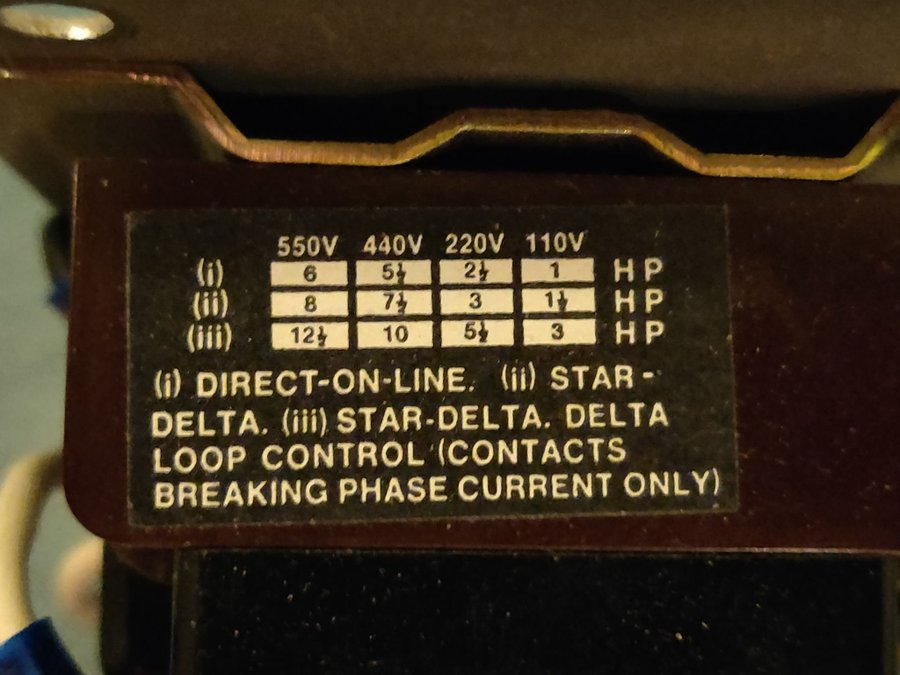 550V 440V 220V 110V
(i) 6 5½ 2½ 1 HP
(ii) 8 7½ 3 1½ HP
(iii) 12½ 10 5½ 3 HP
(i) DIRECT-ON-LINE. (ii) STAR-
DELTA. (iii) STAR-DELTA. DELTA
LOOP CONTROL (CONTACTS
BREAKING PHASE CURRENT ONLY)